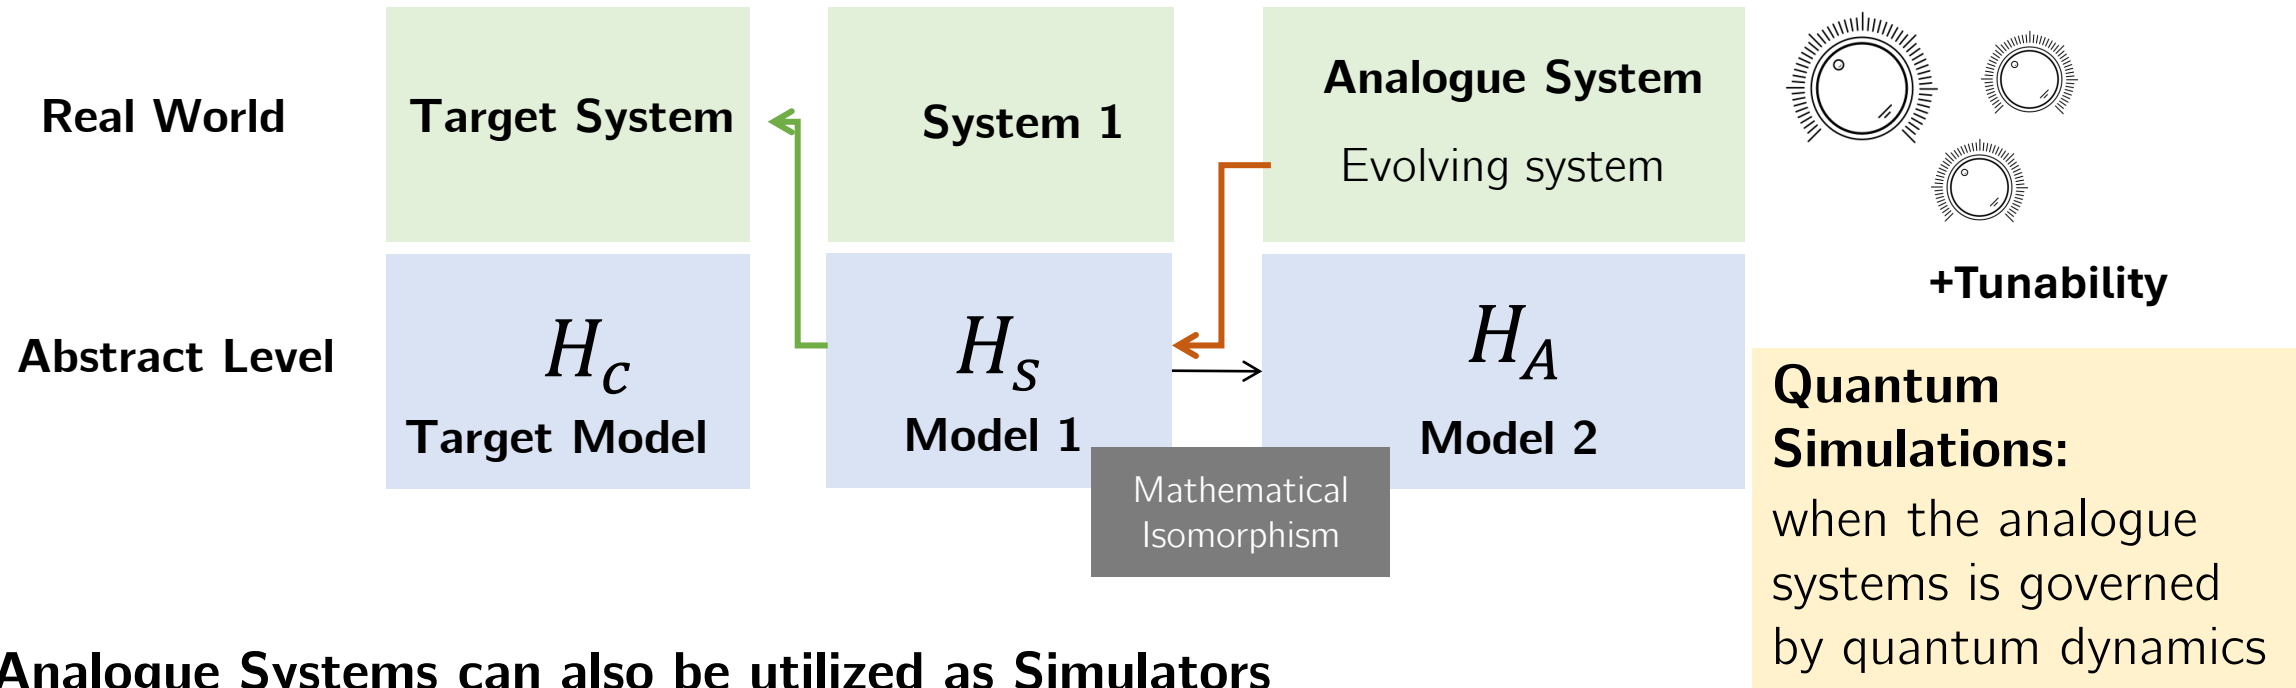 Real World
Target System
System 1
Analogue System
Evolving system
+Tunability
Abstract Level
H_c
Target Model
H_s
Model 1
H_A
Model 2
Mathematical
Isomorphism
Quantum
Simulations:
when the analogue
systems is governed
by quantum dynamics
Analogue Systems can also be utilized as Simulators